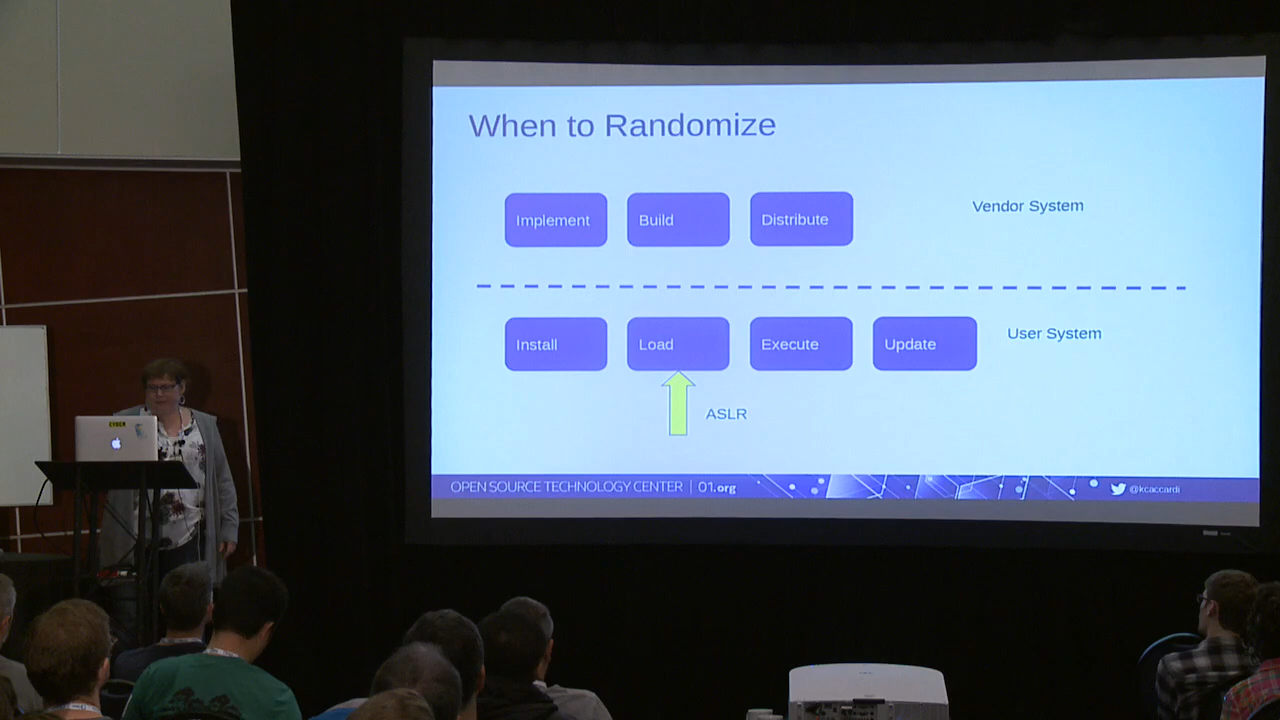 When to Randomize
Implement
Build
Distribute
Vendor System
Install
Load
Execute
Update
User System
ASLR
OPEN SOURCE TECHNOLOGY CENTER | 01.org
@kcaccardi
CYBER